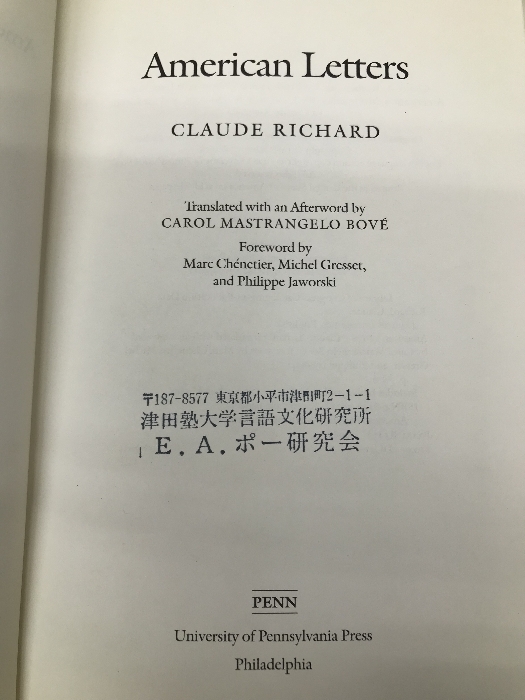 American Letters
CLAUDE RICHARD
Translated with an Afterword by
CAROL MASTRANGELO BOVÉ
Foreword by
Marc Chénetier, Michel Gresset,
and Philippe Jaworski
〒187-8577 東京都小平市津田町2-1-1
津田塾大学言語文化研究所
E. A. ポー研究会
PENN
University of Pennsylvania Press
Philadelphia